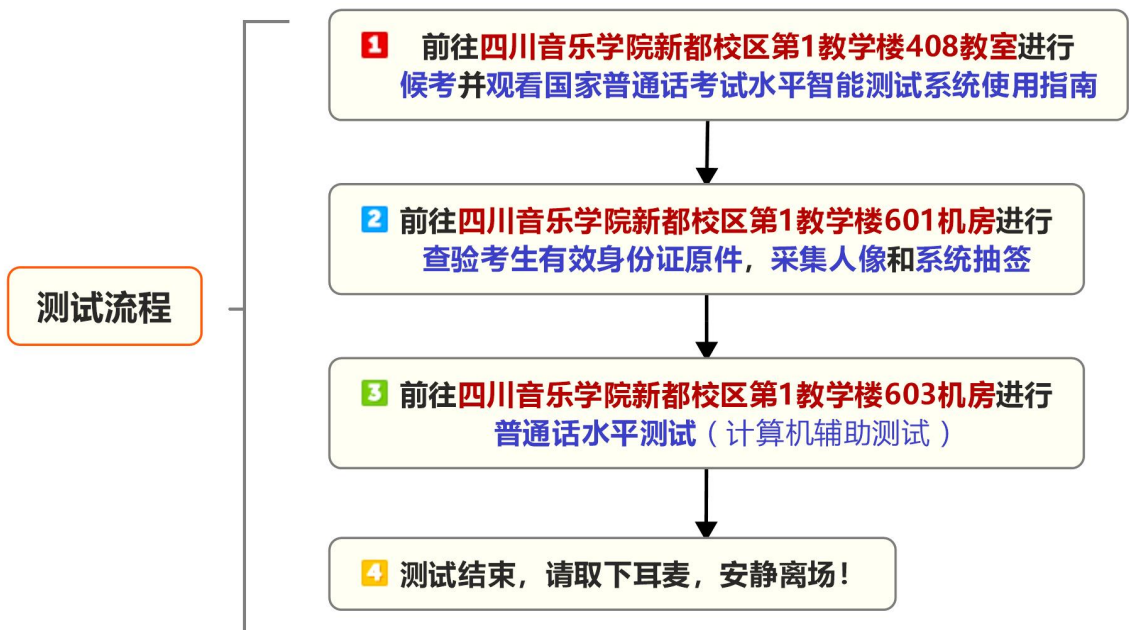 测试流程
1 前往四川音乐学院新都校区第1教学楼408教室进行
候考并观看国家普通话考试水平智能测试系统使用指南
2 前往四川音乐学院新都校区第1教学楼601机房进行
查验考生有效身份证原件，采集人像和系统抽签
3 前往四川音乐学院新都校区第1教学楼603机房进行
普通话水平测试（计算机辅助测试）
4 测试结束，请取下耳麦，安静离场！